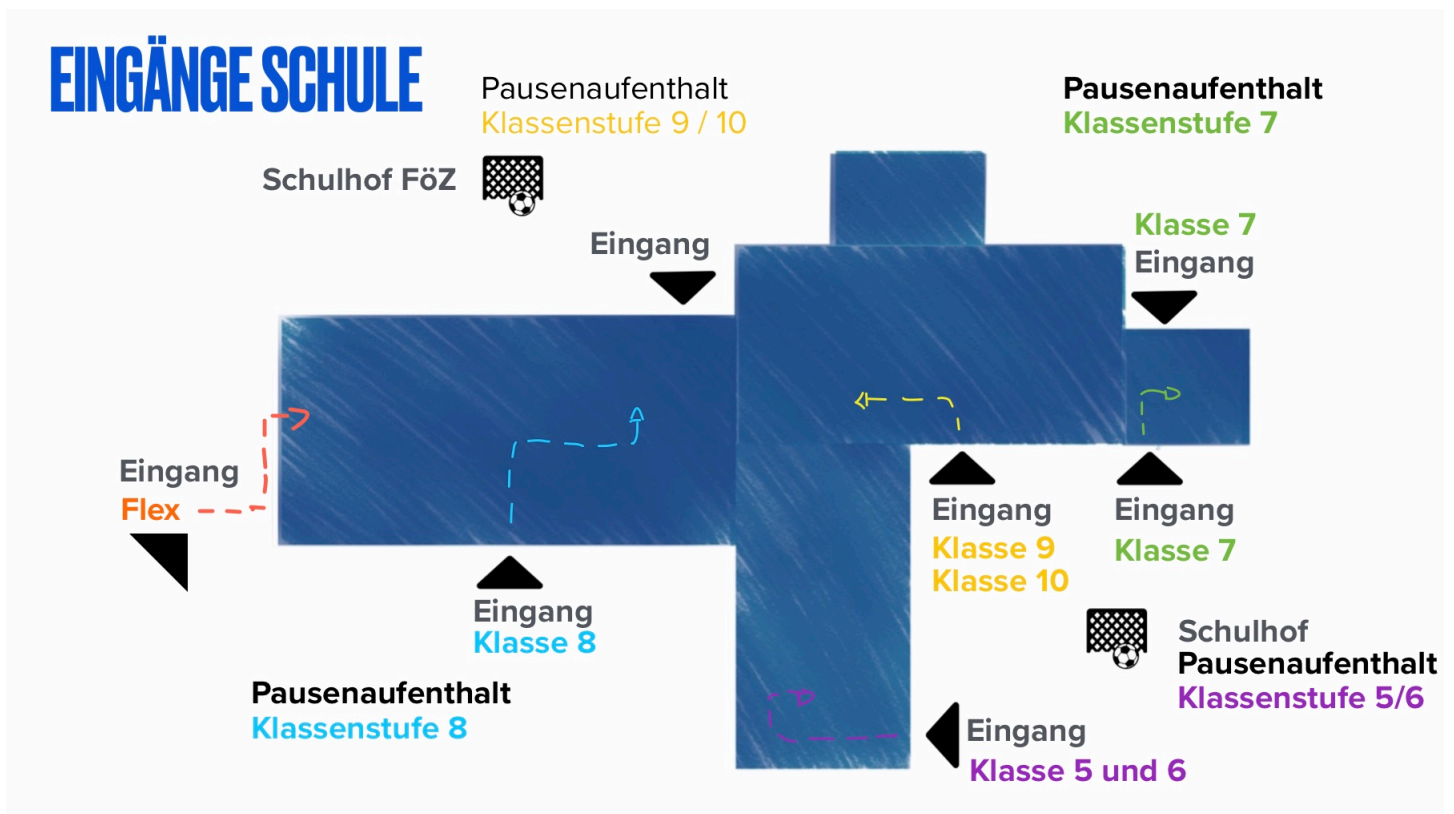 EINGÄNGE SCHULE
Pausenaufenthalt
Klassenstufe 9 / 10
Pausenaufenthalt
Klassenstufe 7
Schulhof FöZ
Eingang
Klasse 7
Eingang
Eingang
Flex
Eingang
Klasse 8
Eingang
Klasse 9
Klasse 10
Eingang
Klasse 7
Pausenaufenthalt
Klassenstufe 8
Schulhof
Pausenaufenthalt
Klassenstufe 5/6
Eingang
Klasse 5 und 6